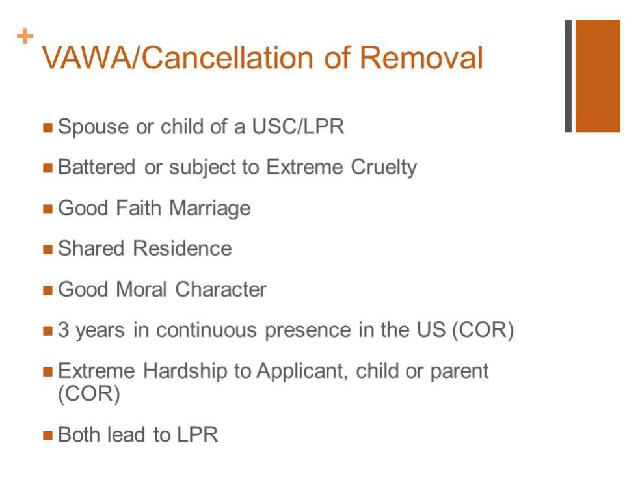 +
VAWA/Cancellation of Removal
■ Spouse or child of a USC/LPR
■ Battered or subject to Extreme Cruelty
■ Good Faith Marriage
■ Shared Residence
■ Good Moral Character
■ 3 years in continuous presence in the US (COR)
■ Extreme Hardship to Applicant, child or parent
(COR)
■ Both lead to LPR